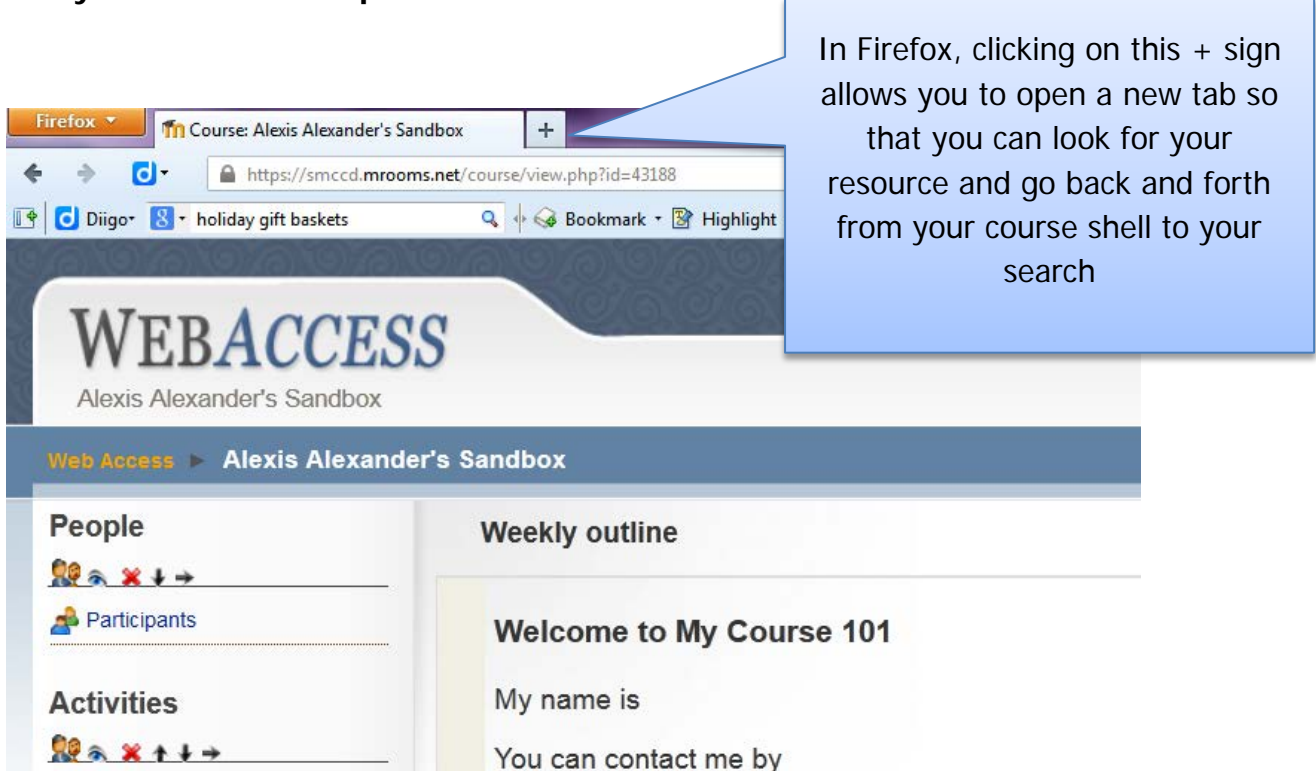 In Firefox, clicking on this + sign
allows you to open a new tab so
that you can look for your
resource and go back and forth
from your course shell to your
search
Firefox
Course: Alexis Alexander's Sandbox
+
https://smccd.mrooms.net/course/view.php?id=43188
Diigo
holiday gift baskets
Bookmark
Highlight
WEBACCESS
Alexis Alexander's Sandbox
Web Access ► Alexis Alexander's Sandbox
People
Participants
Activities
Weekly outline
Welcome to My Course 101
My name is
You can contact me by